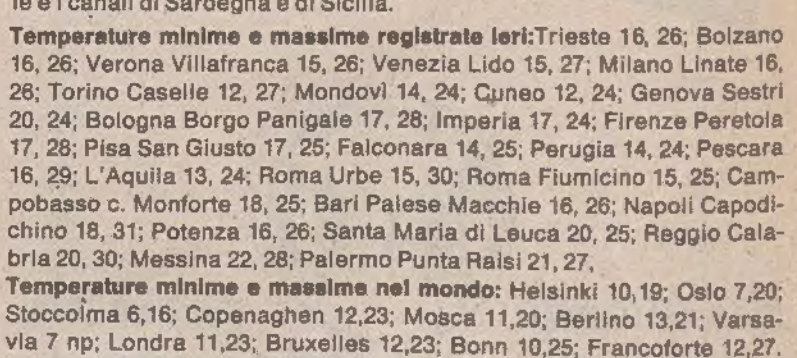 le e i canali di Sardegna e di Sicilia.
Temperature minime e massime registrate ieri:Trieste 16, 26; Bolzano
16, 26; Verona Villafranca 15, 26; Venezia Lido 15, 27; Milano Linate 16,
26; Torino Caselle 12, 27; Mondovì 14, 24; Cuneo 12, 24; Genova Sestri
20, 24; Bologna Borgo Panigale 17, 28; Imperia 17, 24; Firenze Peretola
17, 28; Pisa San Giusto 17, 25; Falconara 14, 25; Perugia 14, 24; Pescara
16, 29; L'Aquila 13, 24; Roma Urbe 15, 30; Roma Fiumicino 15, 25; Cam-
pobasso c. Monforte 18, 25; Bari Palese Macchie 16, 26; Napoli Capodi-
chino 18, 31; Potenza 16, 26; Santa Maria di Leuca 20, 25; Reggio Cala-
bria 20, 30; Messina 22, 28; Palermo Punta Raisi 21, 27,
Temperature minime e massime nel mondo: Helsinki 10,19; Oslo 7,20;
Stoccolma 6,16; Copenaghen 12,23; Mosca 11,20; Berlino 13,21; Varsa-
via 7 np; Londra 11,23; Bruxelles 12,23; Bonn 10,25; Francoforte 12,27.